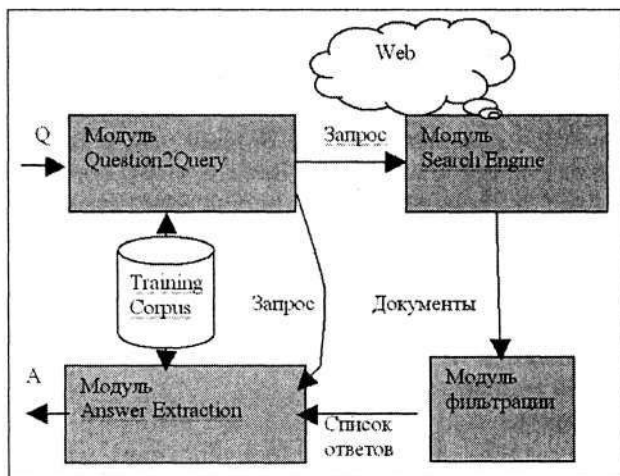 Web
Q
Модуль
Question2Query
Запрос
Модуль
Search Engine
Training
Corpus
Запрос
Документы
A
Модуль
Answer Extraction
Список
ответов
Модуль
фильтрации